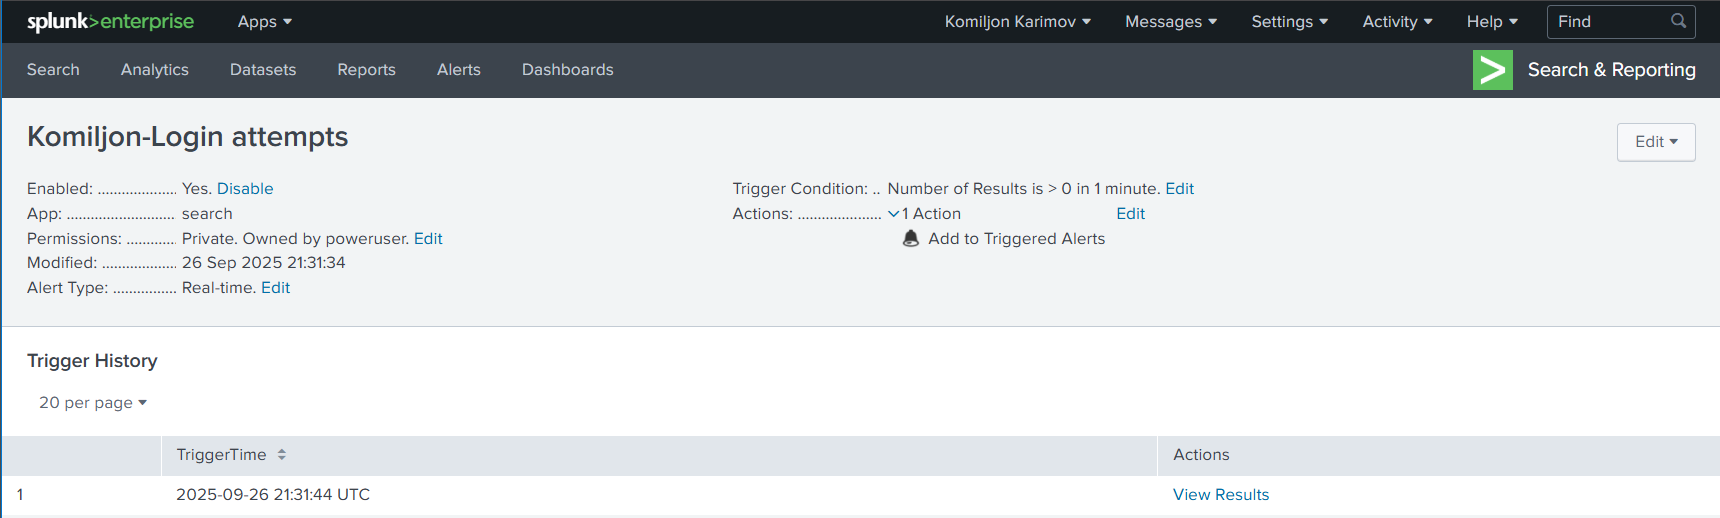 splunk>enterprise Apps Komiljon Karimov Messages Settings Activity Help Find
Search Analytics Datasets Reports Alerts Dashboards > Search & Reporting
Komiljon-Login attempts
Edit
Enabled: .................... Yes. Disable
App: ........................... search
Permissions: ............. Private. Owned by poweruser. Edit
Modified: ................... 26 Sep 2025 21:31:34
Alert Type: ................ Real-time. Edit
Trigger Condition: .. Number of Results is > 0 in 1 minute. Edit
Actions: ..................... 1 Action Edit
Add to Triggered Alerts
Trigger History
20 per page
TriggerTime Actions
1 2025-09-26 21:31:44 UTC View Results